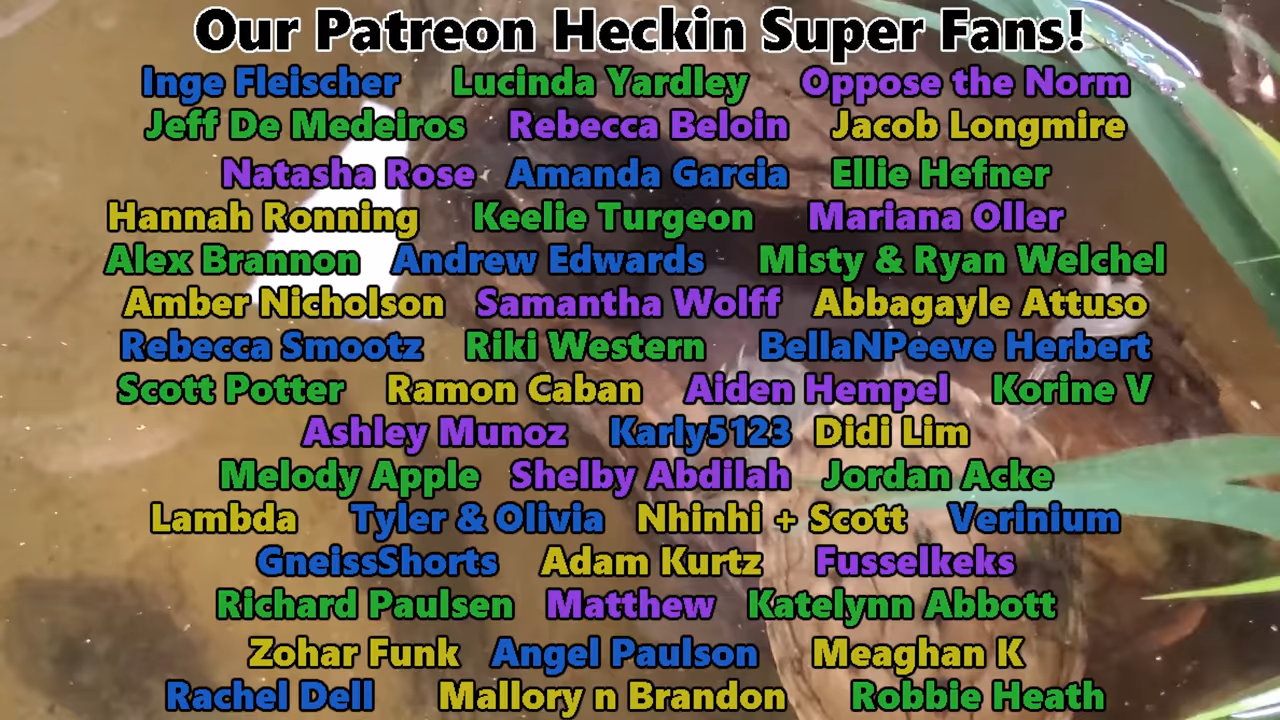 Our Patreon Heckin Super Fans!
Inge Fleischer Lucinda Yardley Oppose the Norm
Jeff De Medeiros Rebecca Beloin Jacob Longmire
Natasha Rose Amanda Garcia Ellie Hefner
Hannah Ronning Keelie Turgeon Mariana Oller
Alex Brannon Andrew Edwards Misty & Ryan Welchel
Amber Nicholson Samantha Wolff Abbagayle Attuso
Rebecca Smootz Riki Western BellaNPeeve Herbert
Scott Potter Ramon Caban Aiden Hempel Korine V
Ashley Munoz Karly5123 Didi Lim
Melody Apple Shelby Abdilah Jordan Acke
Lambda Tyler & Olivia Nhinhi + Scott Verinium
GneissShorts Adam Kurtz Fusselkeks
Richard Paulsen Matthew Katelynn Abbott
Zohar Funk Angel Paulson Meaghan K
Rachel Dell Mallory n Brandon Robbie Heath